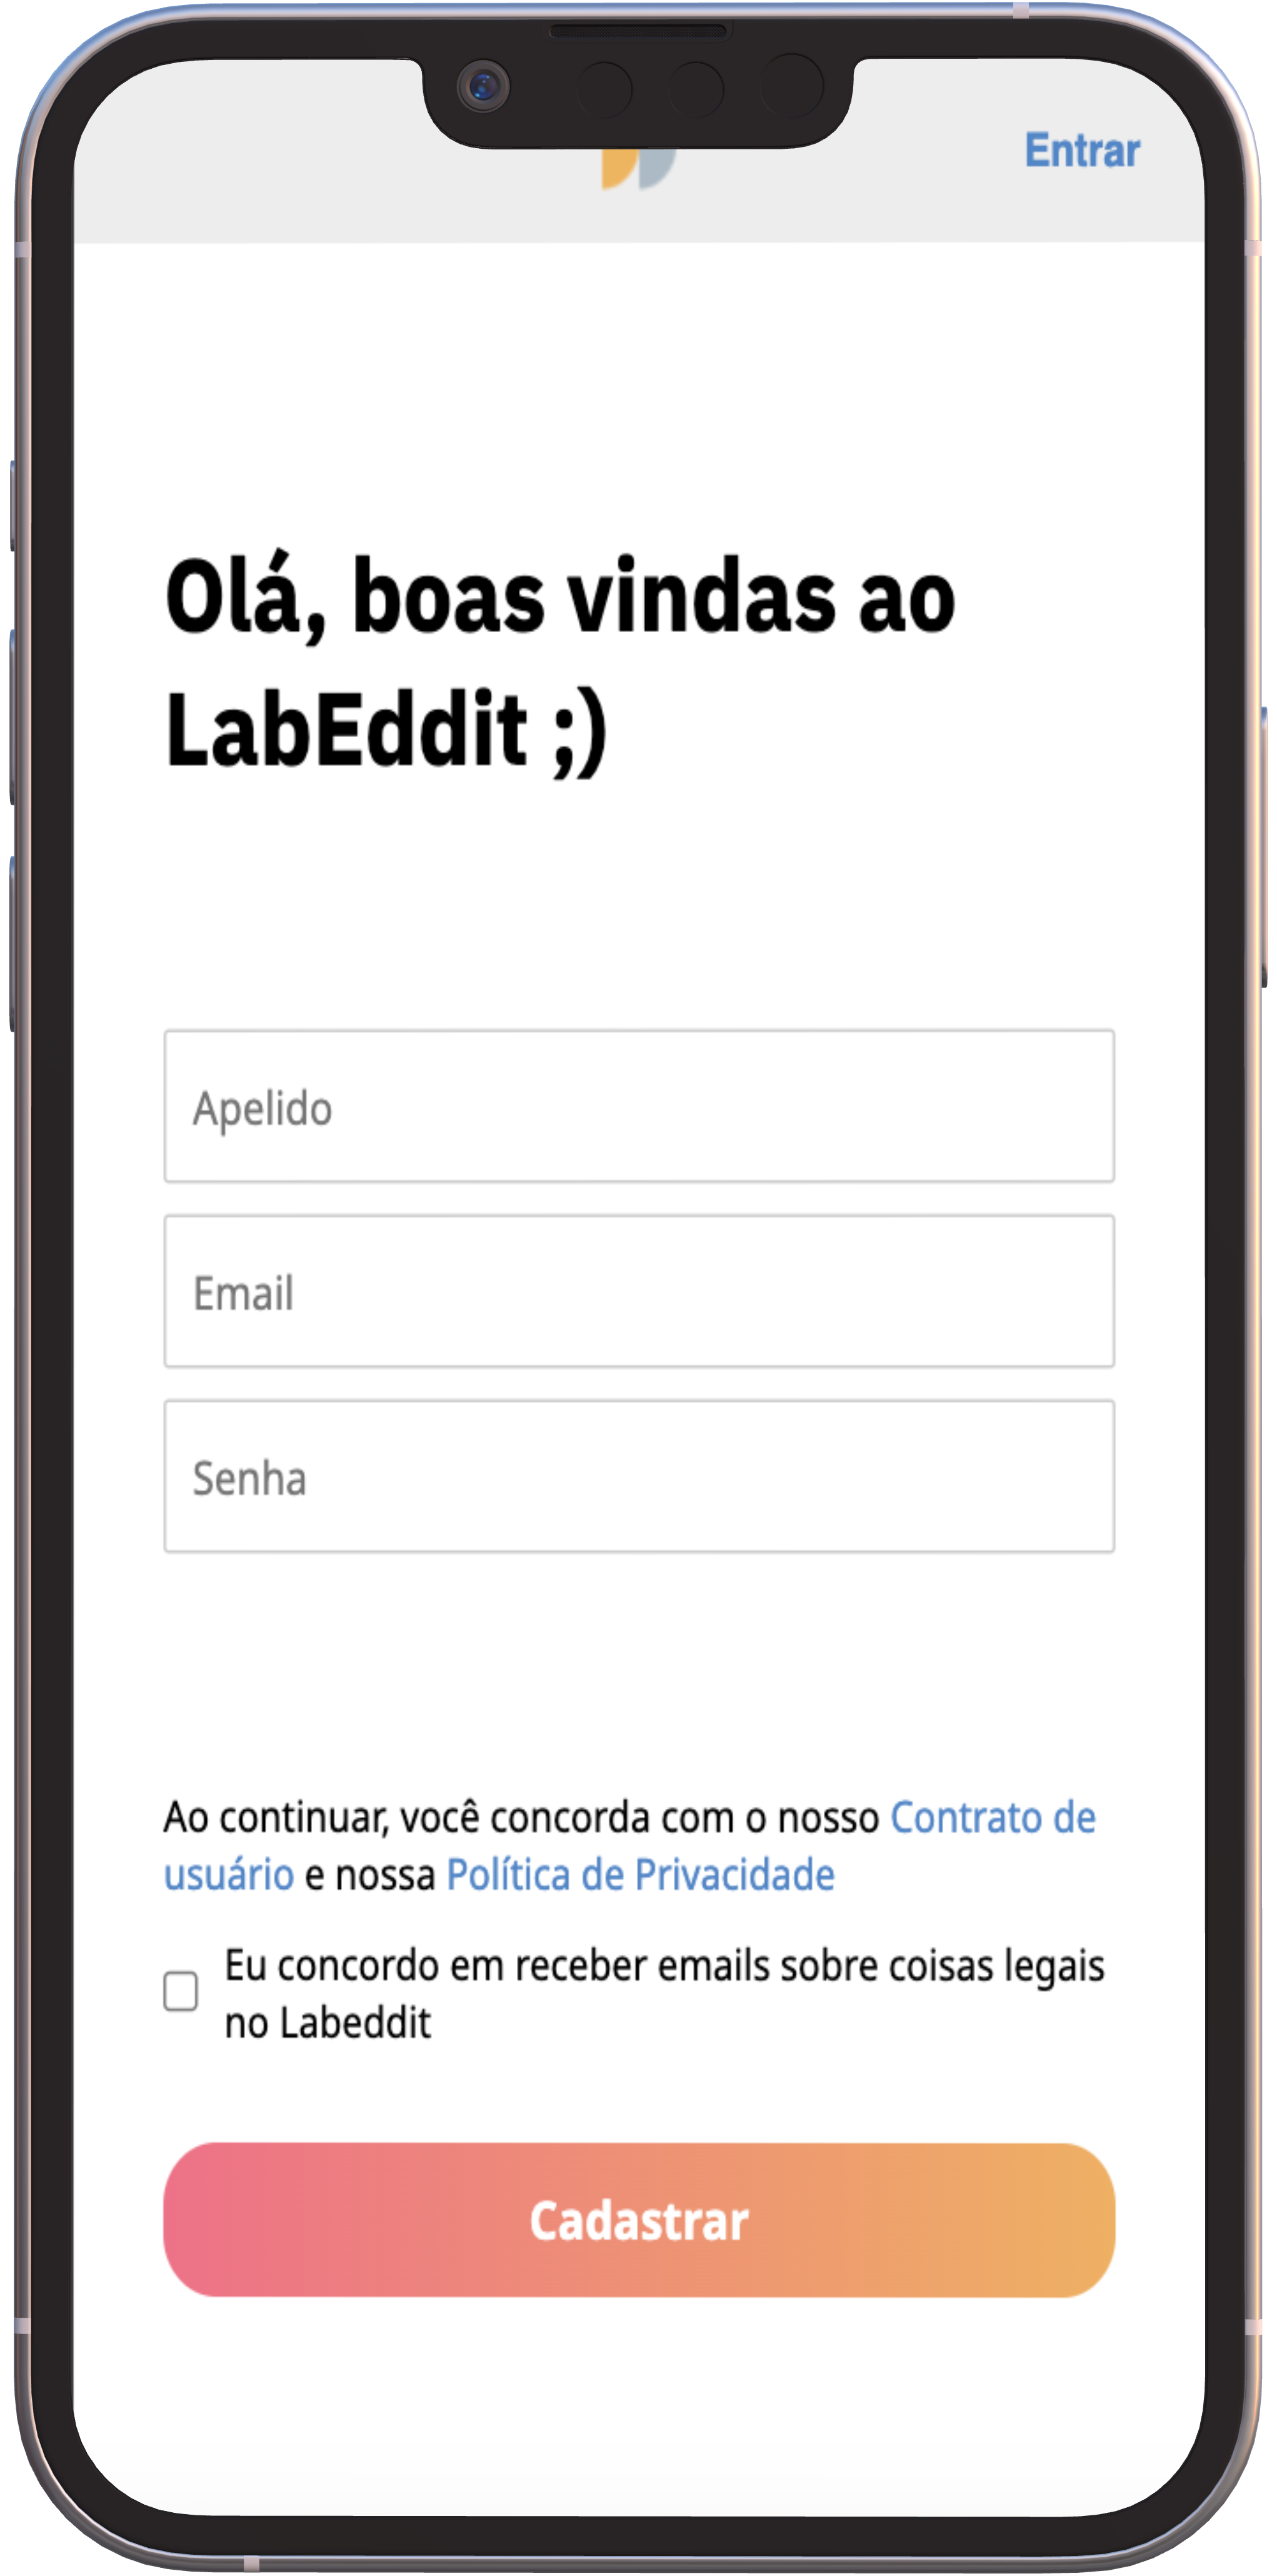 Entrar
Olá, boas vindas ao
LabEddit ;)
Apelido
Email
Senha
Ao continuar, você concorda com o nosso Contrato de
usuário e nossa Política de Privacidade
Eu concordo em receber emails sobre coisas legais
no Labeddit
Cadastrar